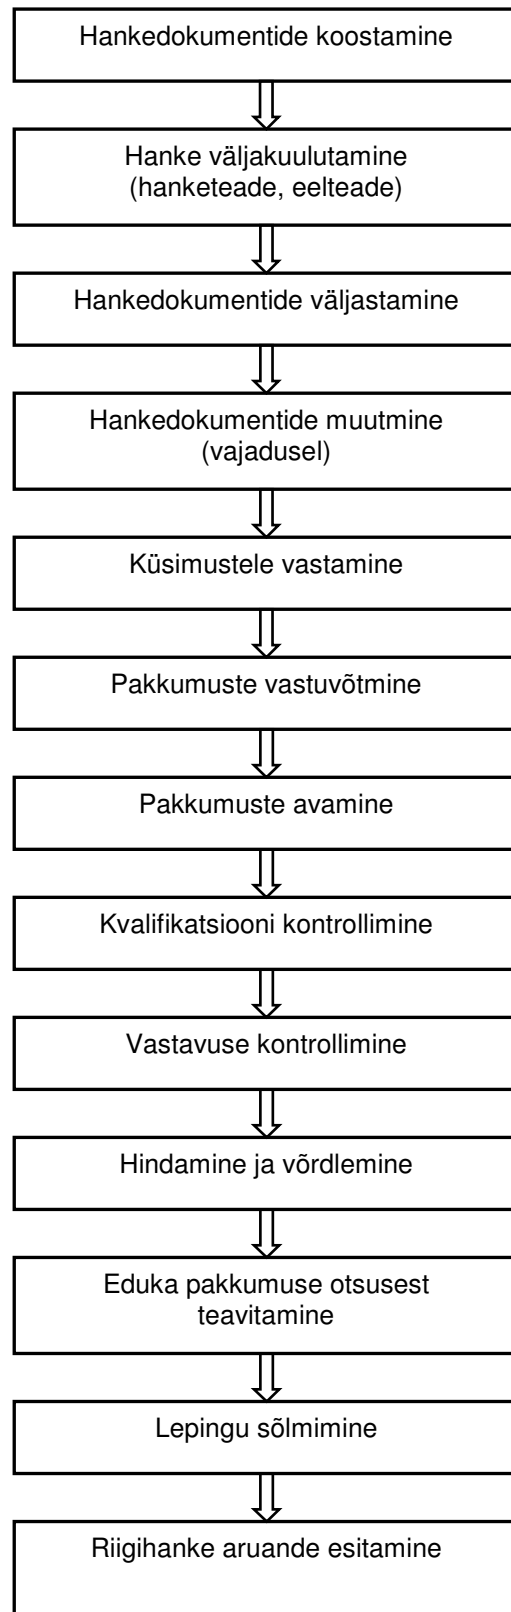 Hankedokumentide koostamine
Hanke väljakuulutamine
(hanketeade, eelteade)
Hankedokumentide väljastamine
Hankedokumentide muutmine
(vajadusel)
Küsimustele vastamine
Pakkumuste vastuvõtmine
Pakkumuste avamine
Kvalifikatsiooni kontrollimine
Vastavuse kontrollimine
Hindamine ja võrdlemine
Eduka pakkumuse otsusest
teavitamine
Lepingu sõlmimine
Riigihanke aruande esitamine